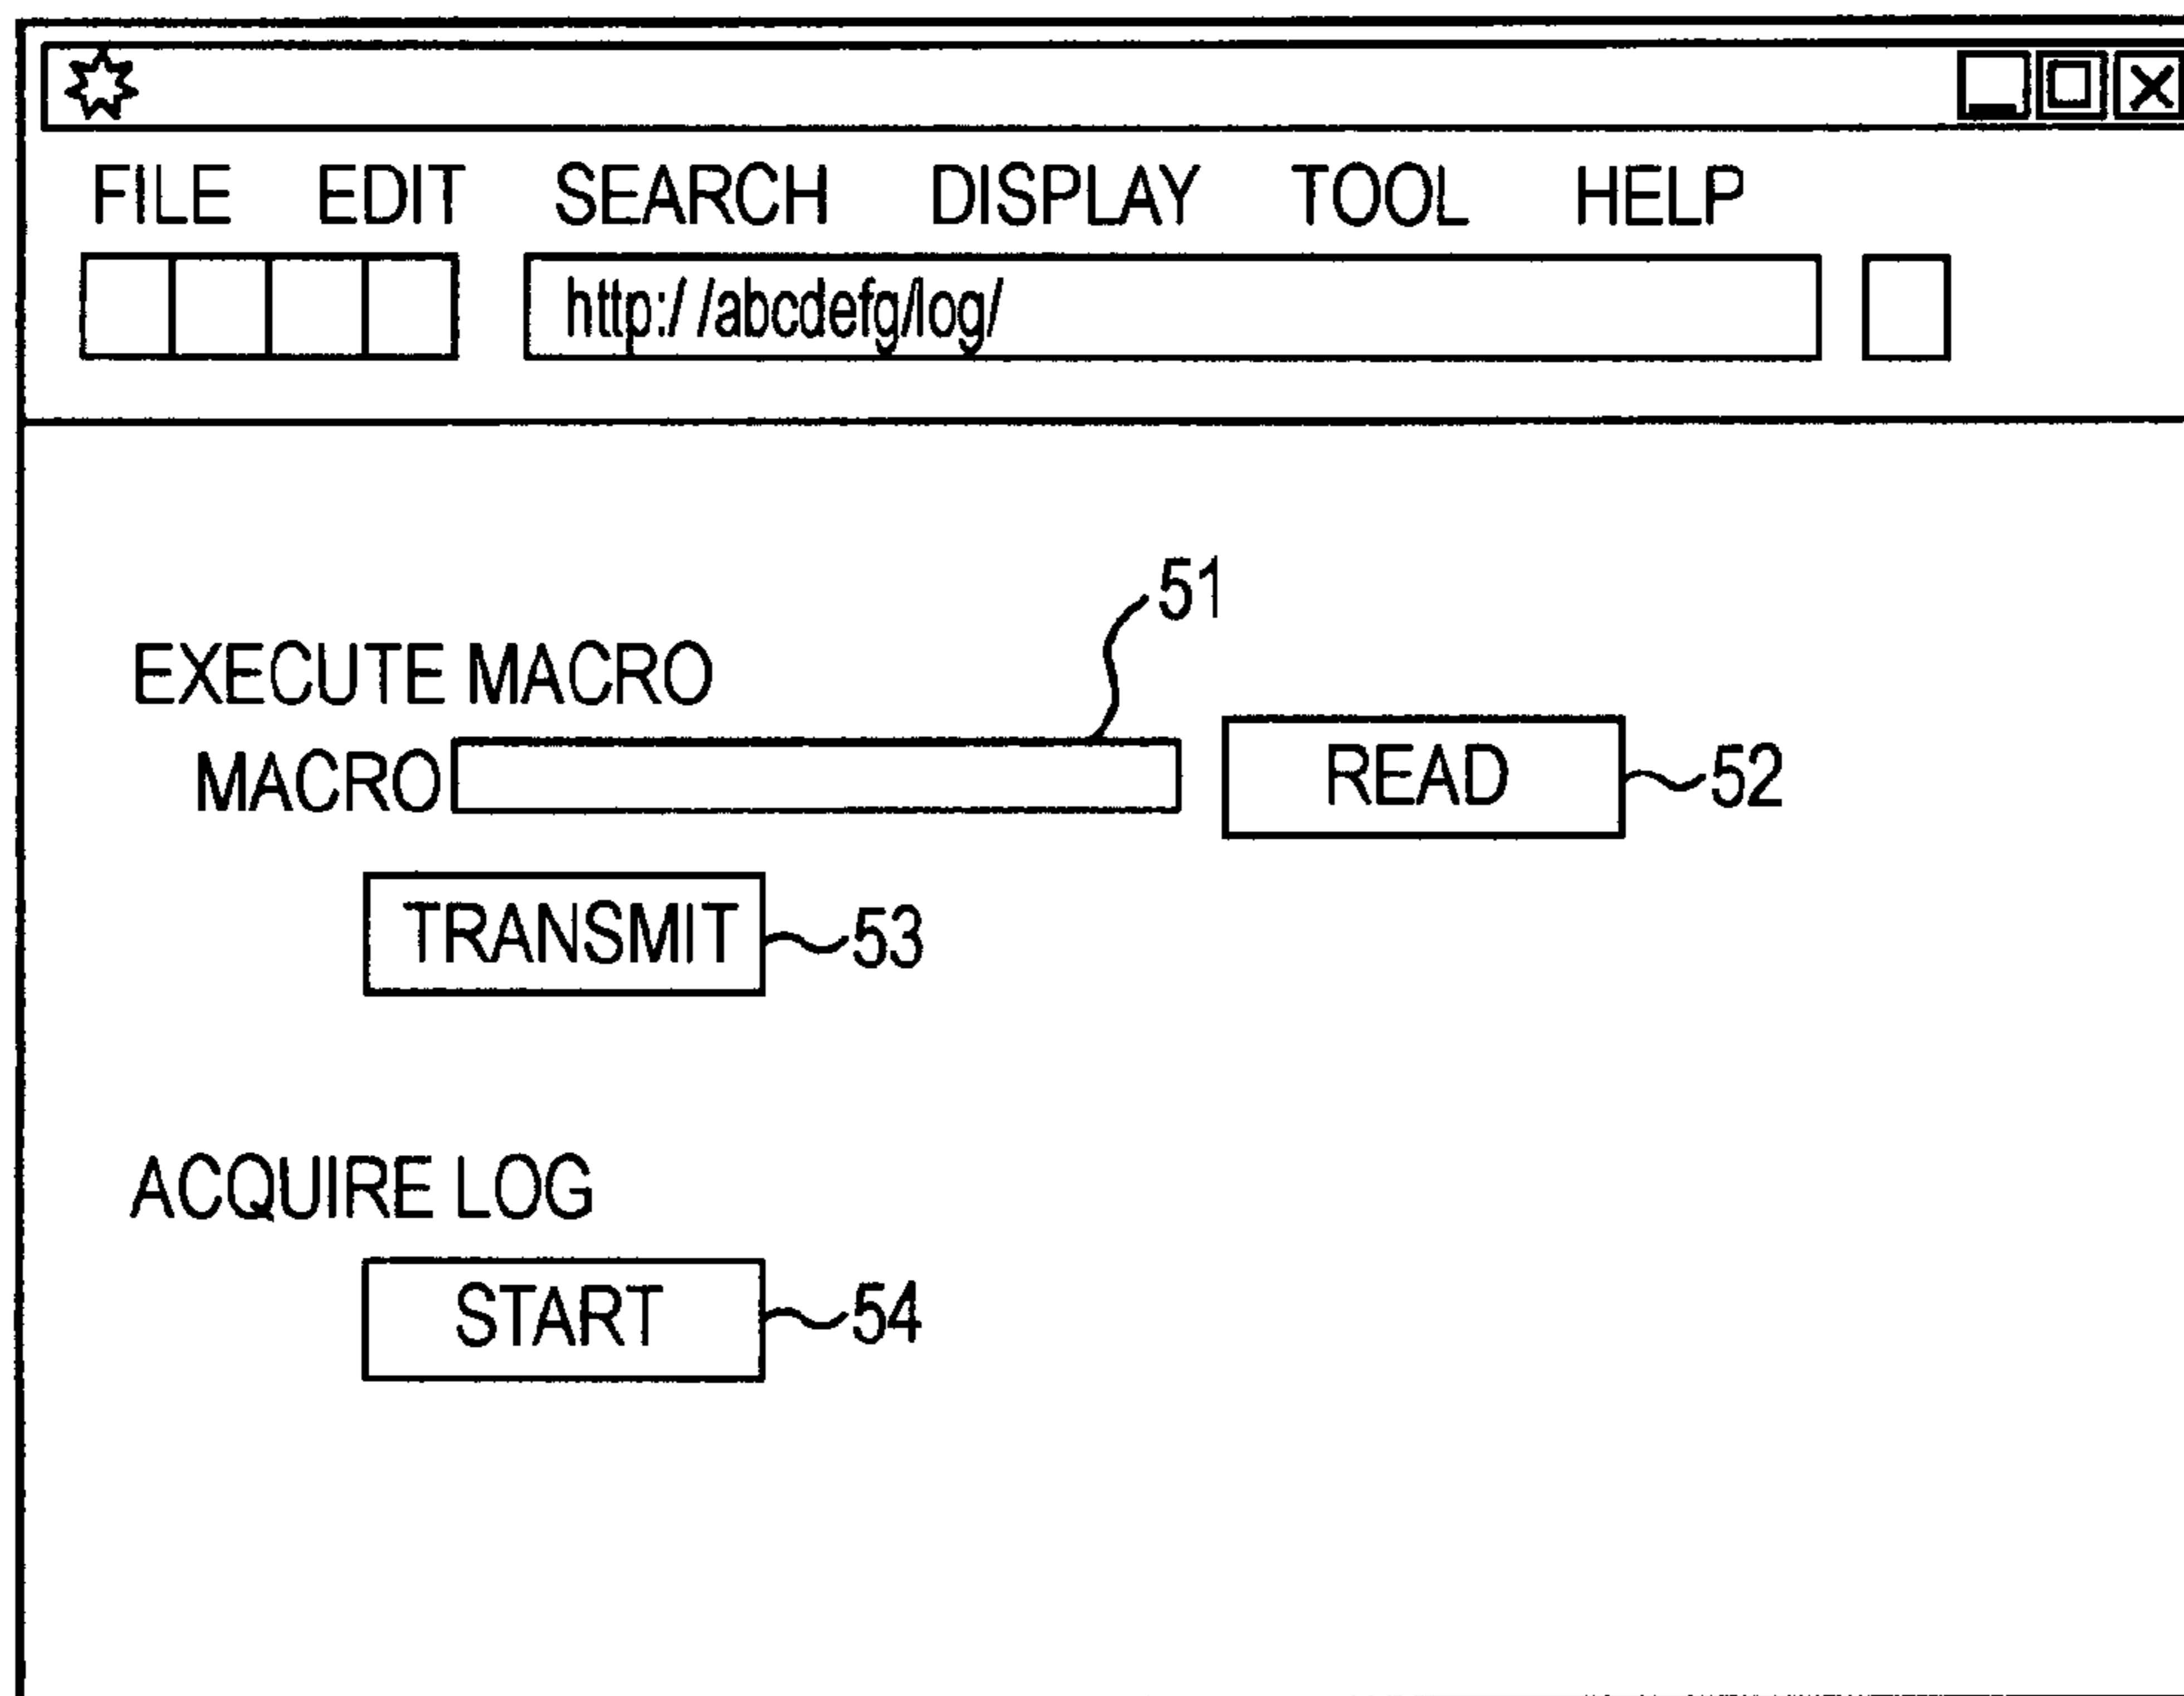 FILE EDIT SEARCH DISPLAY TOOL HELP
http://abcdefg/log/
51
EXECUTE MACRO
MACRO READ 52
TRANSMIT 53
ACQUIRE LOG
START 54